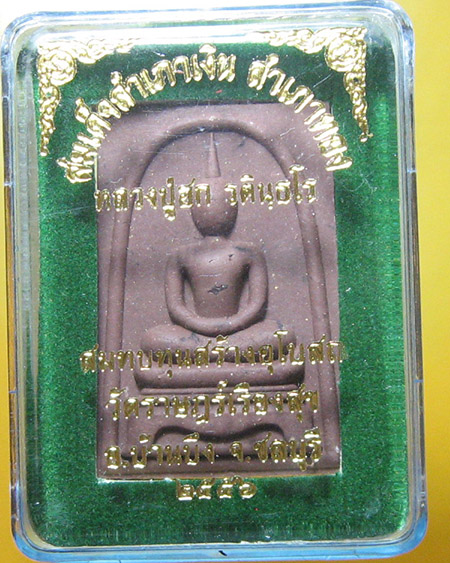 สมเด็จสำเภาเงิน สำเภาทอง
หลวงปู่ฮก รตินฺธโร
สมทบทุนสร้างอุโบสถ
วัดราษฎร์เรืองสุข
อ.บ้านบึง จ.ชลบุรี
๒๕๕๖